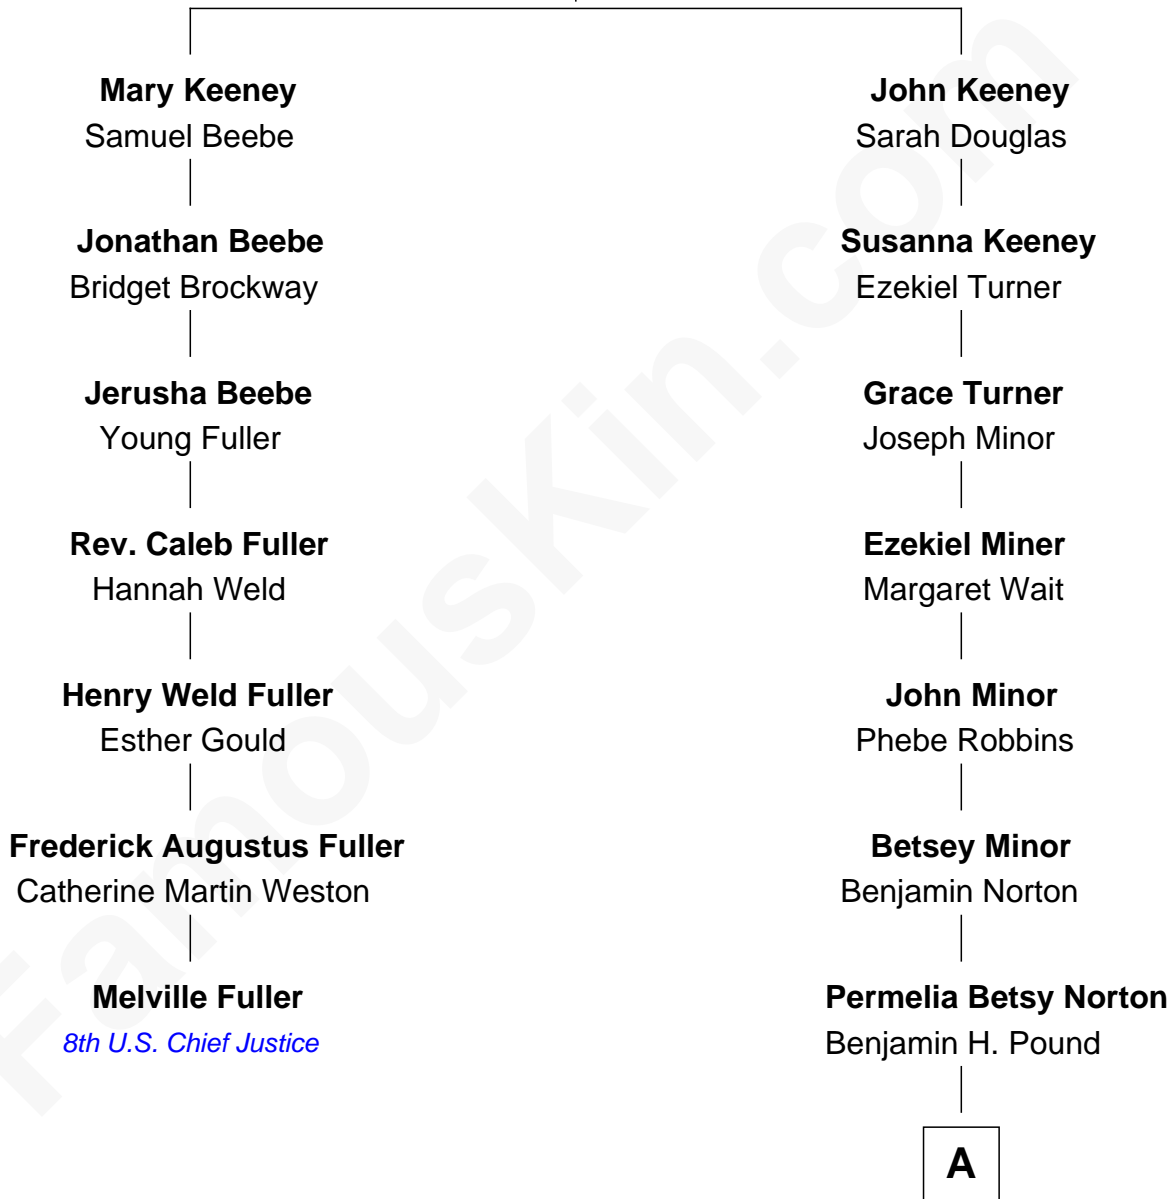 Mary Keeney
Samuel Beebe
Jonathan Beebe
Bridget Brockway
Jerusha Beebe
Young Fuller
Rev. Caleb Fuller
Hannah Weld
Henry Weld Fuller
Esther Gould
Frederick Augustus Fuller
Catherine Martin Weston
Melville Fuller
8th U.S. Chief Justice
John Keeney
Sarah Douglas
Susanna Keeney
Ezekiel Turner
Grace Turner
Joseph Minor
Ezekiel Miner
Margaret Wait
John Minor
Phebe Robbins
Betsey Minor
Benjamin Norton
Permelia Betsy Norton
Benjamin H. Pound
A
FamousKin.com